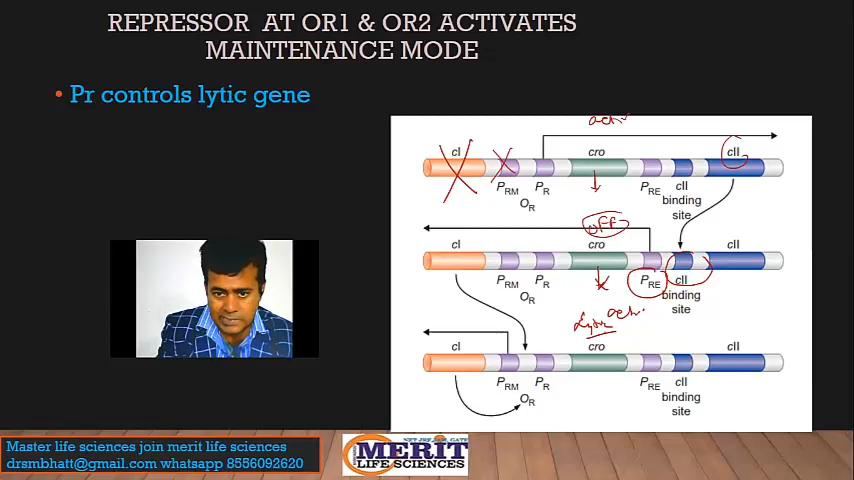 REPRESSOR AT OR1 & OR2 ACTIVATES
MAINTENANCE MODE
• Pr controls lytic gene
cI cro cII
PRM PR PRE cII
OR binding
site
off
cI cro cII
PRM PR PRE cII
OR binding
site
cI cro cII
PRM PR PRE cII
OR binding
site
Master life sciences join merit life sciences
drsmbhatt@gmail.com whatsapp 8556092620
MERIT
LIFE SCIENCES